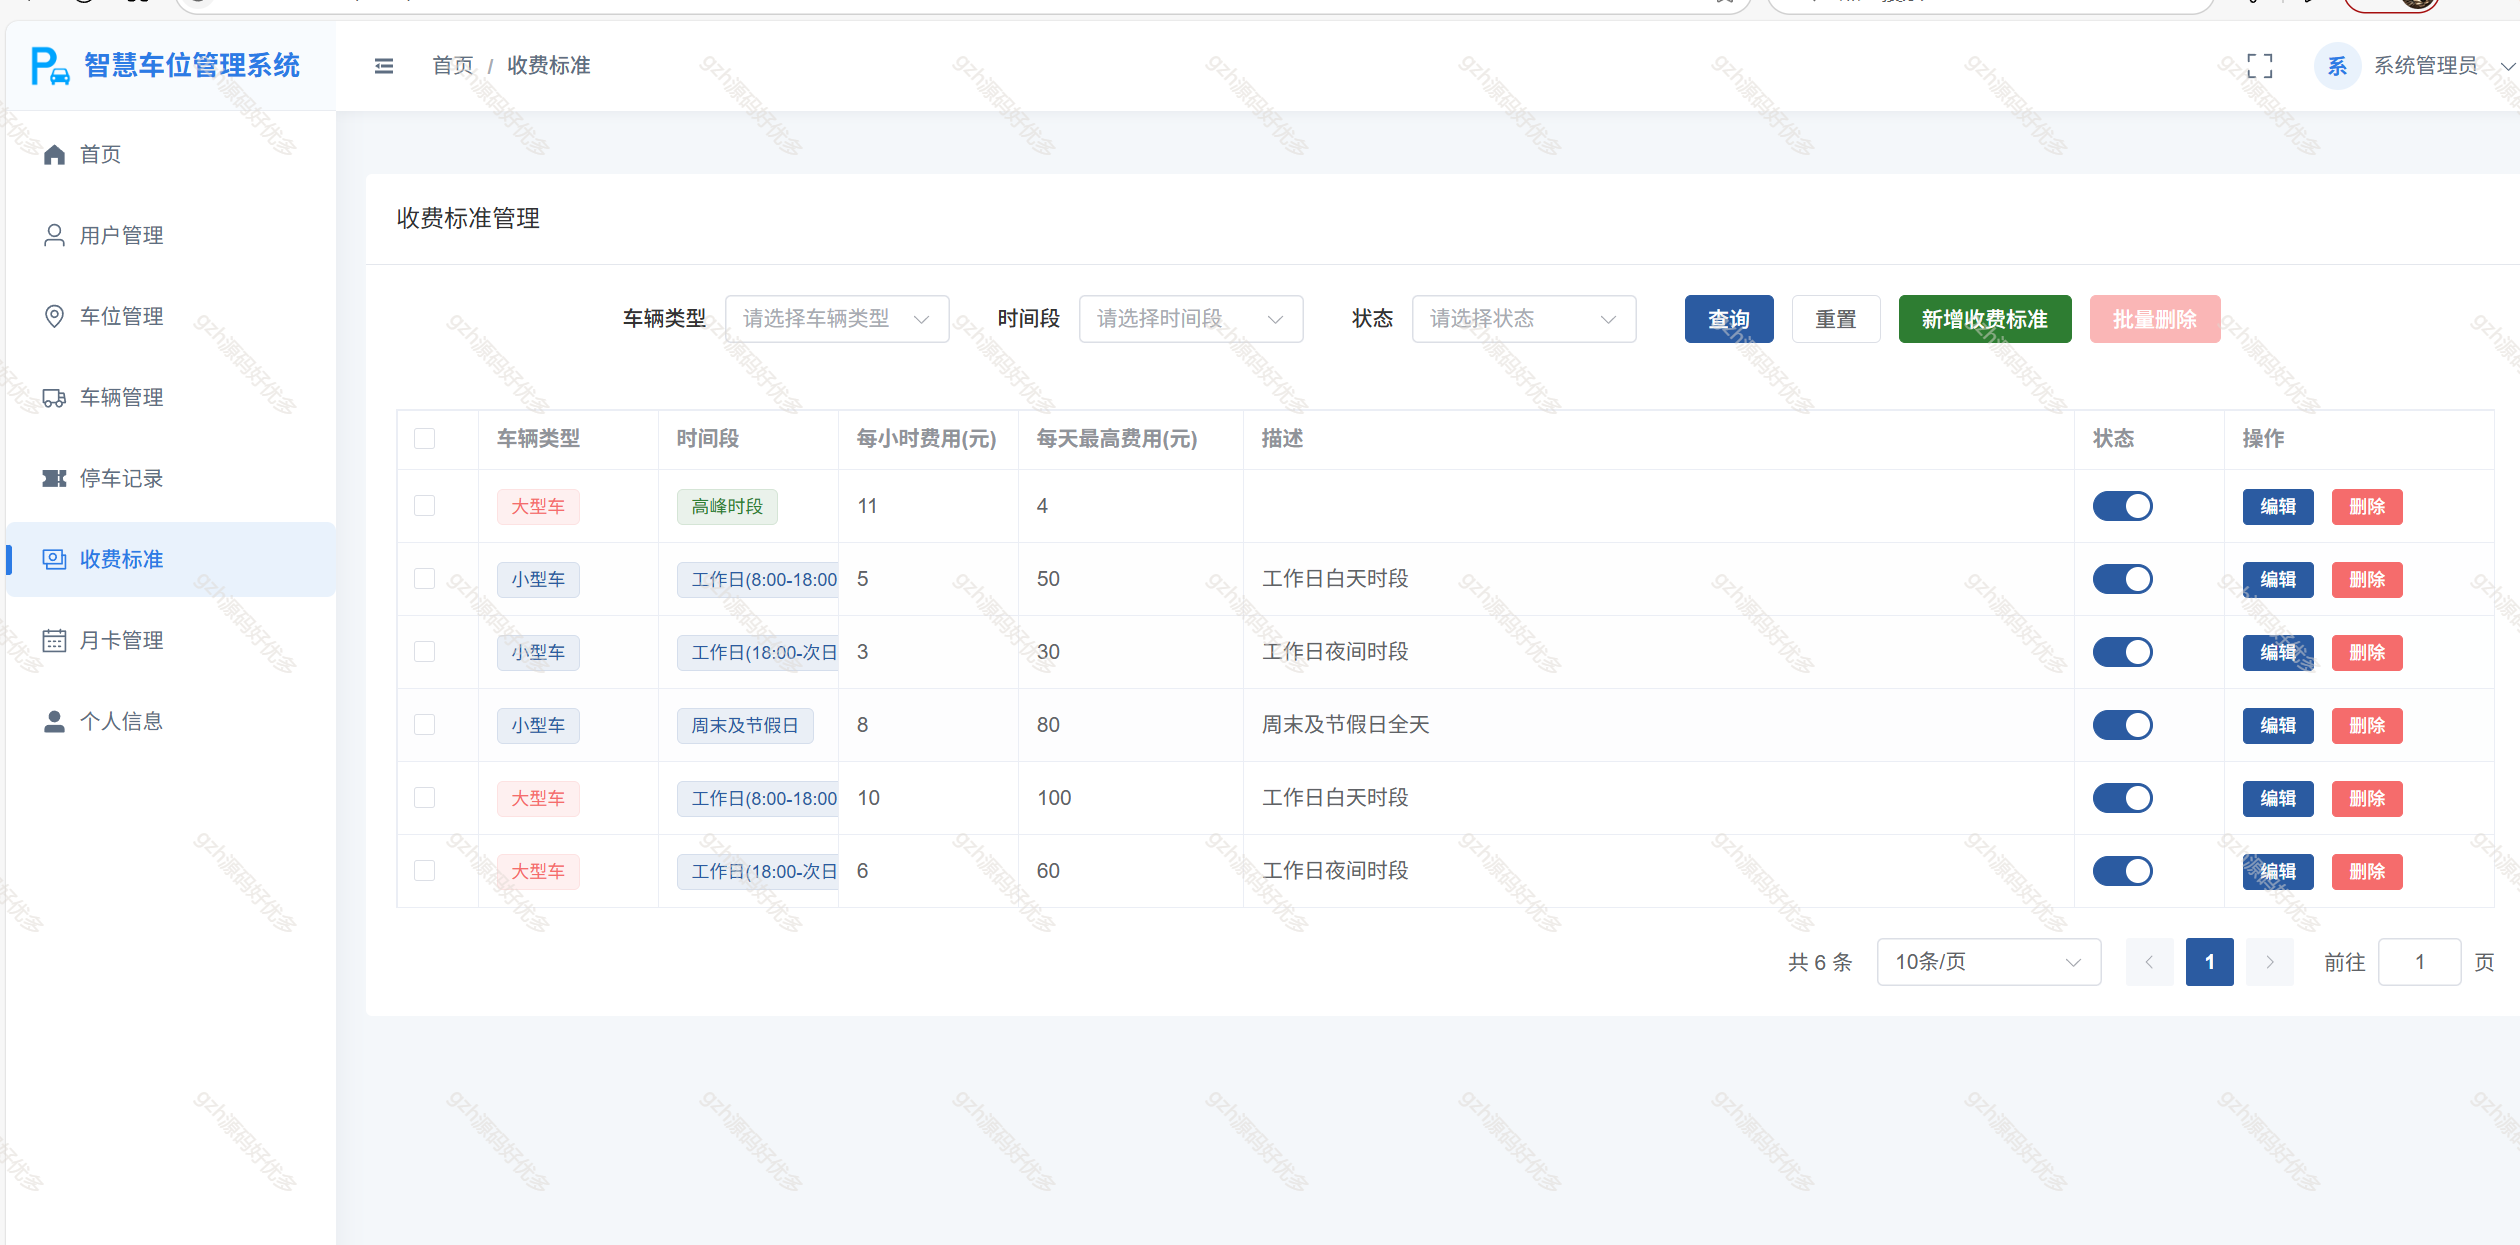 智慧车位管理系统
首页 / 收费标准
系 系统管理员
首页
用户管理
车位管理
车辆管理
停车记录
收费标准
月卡管理
个人信息
收费标准管理
车辆类型 请选择车辆类型 时间段 请选择时间段 状态 请选择状态 查询 重置 新增收费标准 批量删除
车辆类型 时间段 每小时费用(元) 每天最高费用(元) 描述 状态 操作
大型车 高峰时段 11 4 编辑 删除
小型车 工作日(8:00-18:00 5 50 工作日白天时段 编辑 删除
小型车 工作日(18:00-次日 3 30 工作日夜间时段 编辑 删除
小型车 周末及节假日 8 80 周末及节假日全天 编辑 删除
大型车 工作日(8:00-18:00 10 100 工作日白天时段 编辑 删除
大型车 工作日(18:00-次日 6 60 工作日夜间时段 编辑 删除
共 6 条 10条/页 1 前往 1 页
gzh源码好优多